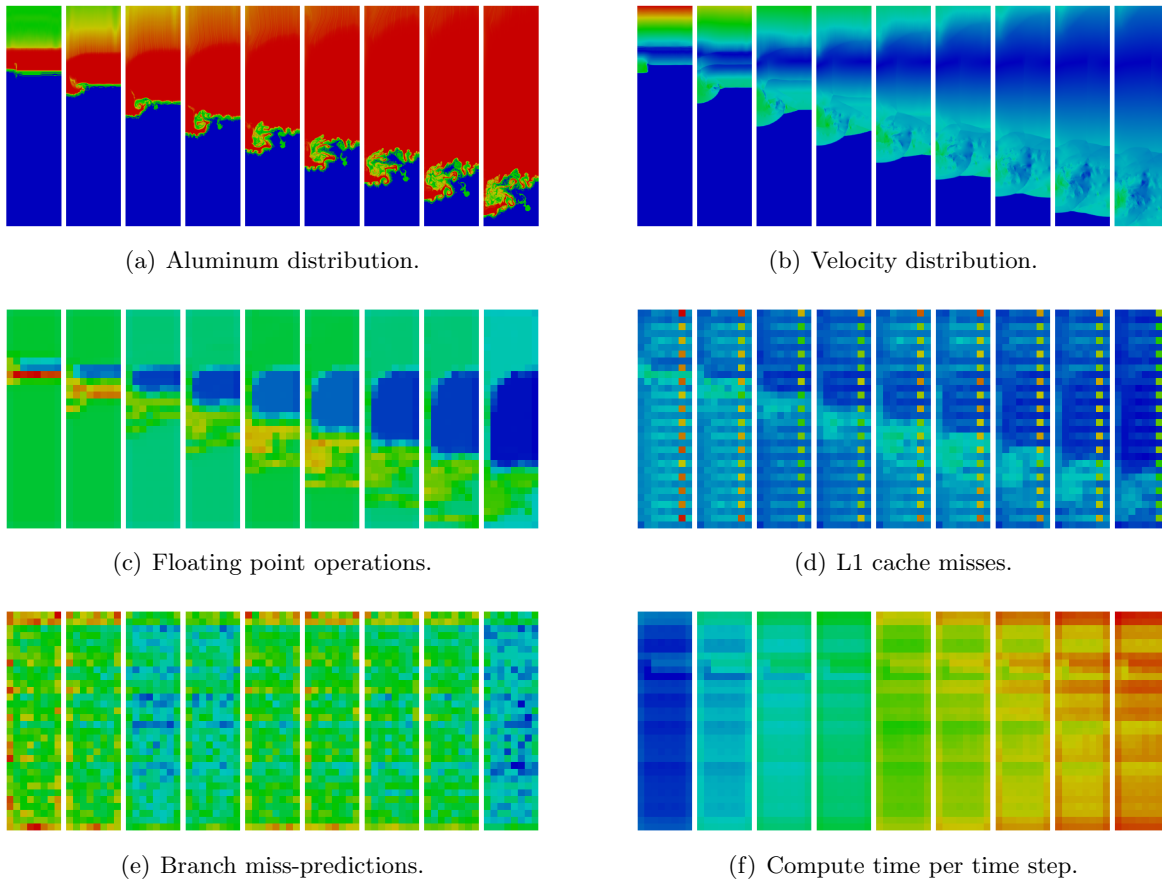 (a) Aluminum distribution.
(b) Velocity distribution.
(c) Floating point operations.
(d) L1 cache misses.
(e) Branch miss-predictions.
(f) Compute time per time step.